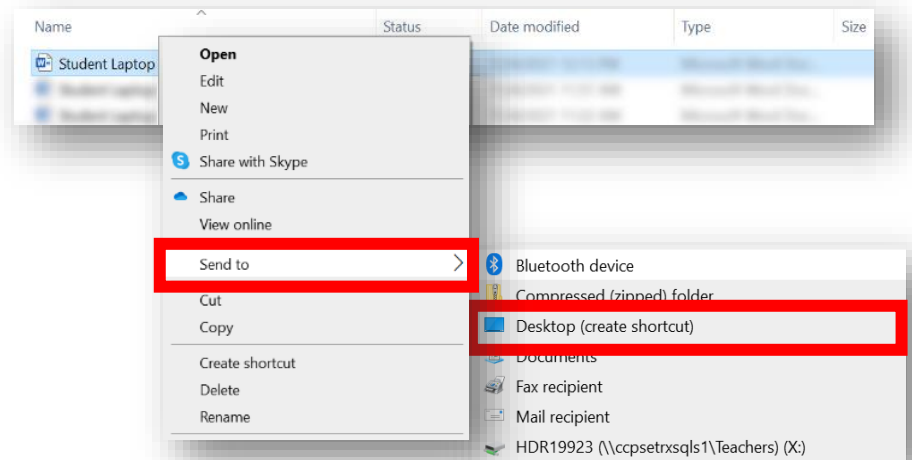 Name Status Date modified Type Size
Student Laptop
Open
Edit
New
Print
Share with Skype
Share
View online
Send to
Cut
Copy
Create shortcut
Delete
Rename
Bluetooth device
Compressed (zipped) folder
Desktop (create shortcut)
Documents
Fax recipient
Mail recipient
HDR19923 (\\ccpsetrxsqls1\Teachers) (X:)